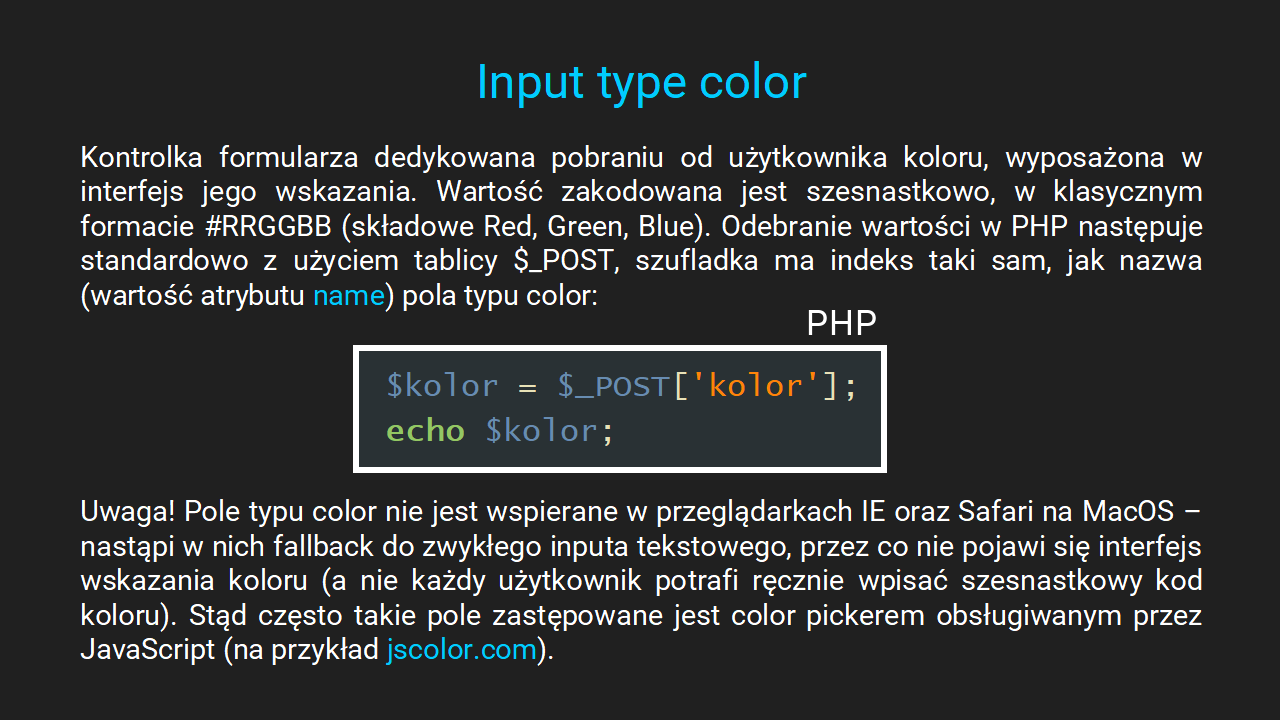 Input type color
Kontrolka formularza dedykowana pobraniu od użytkownika koloru, wyposażona w
interfejs jego wskazania. Wartość zakodowana jest szesnastkowo, w klasycznym
formacie #RRGGBB (składowe Red, Green, Blue). Odebranie wartości w PHP następuje
standardowo z użyciem tablicy $_POST, szufladka ma indeks taki sam, jak nazwa
(wartość atrybutu name) pola typu color:
PHP
$kolor = $_POST['kolor'];
echo $kolor;
Uwaga! Pole typu color nie jest wspierane w przeglądarkach IE oraz Safari na MacOS –
nastąpi w nich fallback do zwykłego inputa tekstowego, przez co nie pojawi się interfejs
wskazania koloru (a nie każdy użytkownik potrafi ręcznie wpisać szesnastkowy kod
koloru). Stąd często takie pole zastępowane jest color pickerem obsługiwanym przez
JavaScript (na przykład jscolor.com).